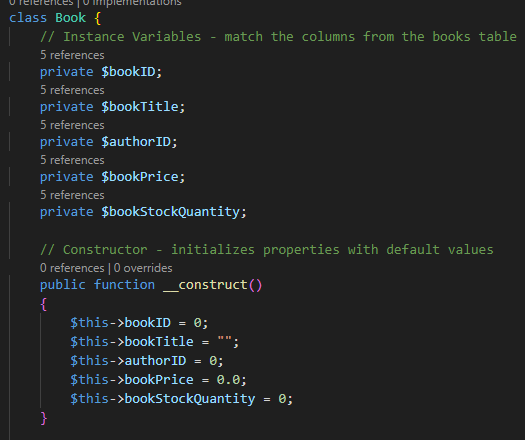 0 references | 0 implementations
class Book {
// Instance Variables - match the columns from the books table
5 references
private $bookID;
5 references
private $bookTitle;
5 references
private $authorID;
5 references
private $bookPrice;
5 references
private $bookStockQuantity;
// Constructor - initializes properties with default values
0 references | 0 overrides
public function __construct()
{
$this->bookID = 0;
$this->bookTitle = "";
$this->authorID = 0;
$this->bookPrice = 0.0;
$this->bookStockQuantity = 0;
}